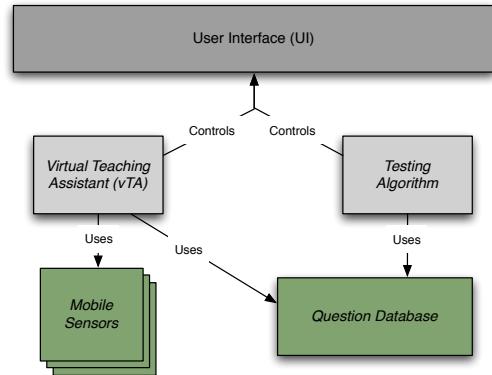 User Interface (UI)
Controls
Controls
Virtual Teaching
Assistant (vTA)
Testing
Algorithm
Uses
Uses
Uses
Mobile
Sensors
Question Database